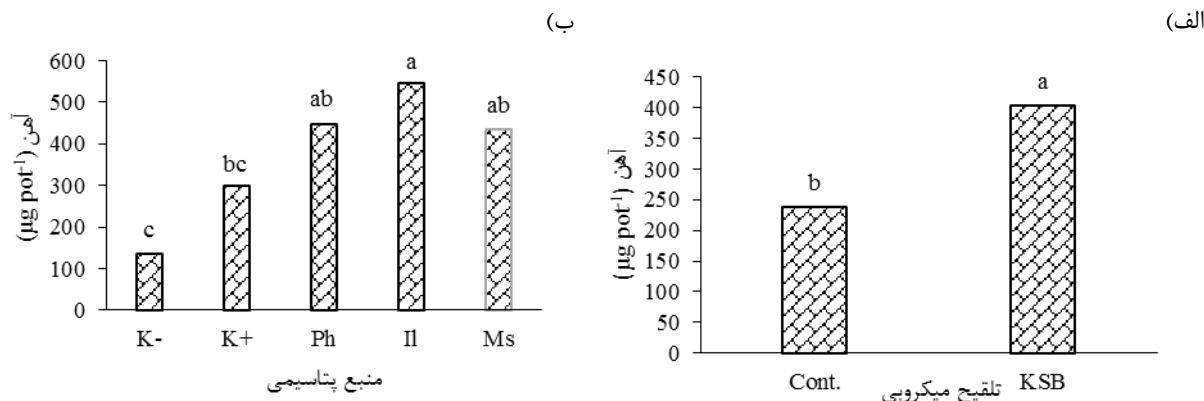 الف)
ب)
450
400
350
300
250
200
150
100
50
0
آهن (µg pot⁻¹)
a
b
Cont.
KSB
تلقیح میکروبی
600
500
400
300
200
100
0
آهن (µg pot⁻¹)
c
bc
ab
a
ab
K- K+ Ph Il Ms
منبع پتاسیمی